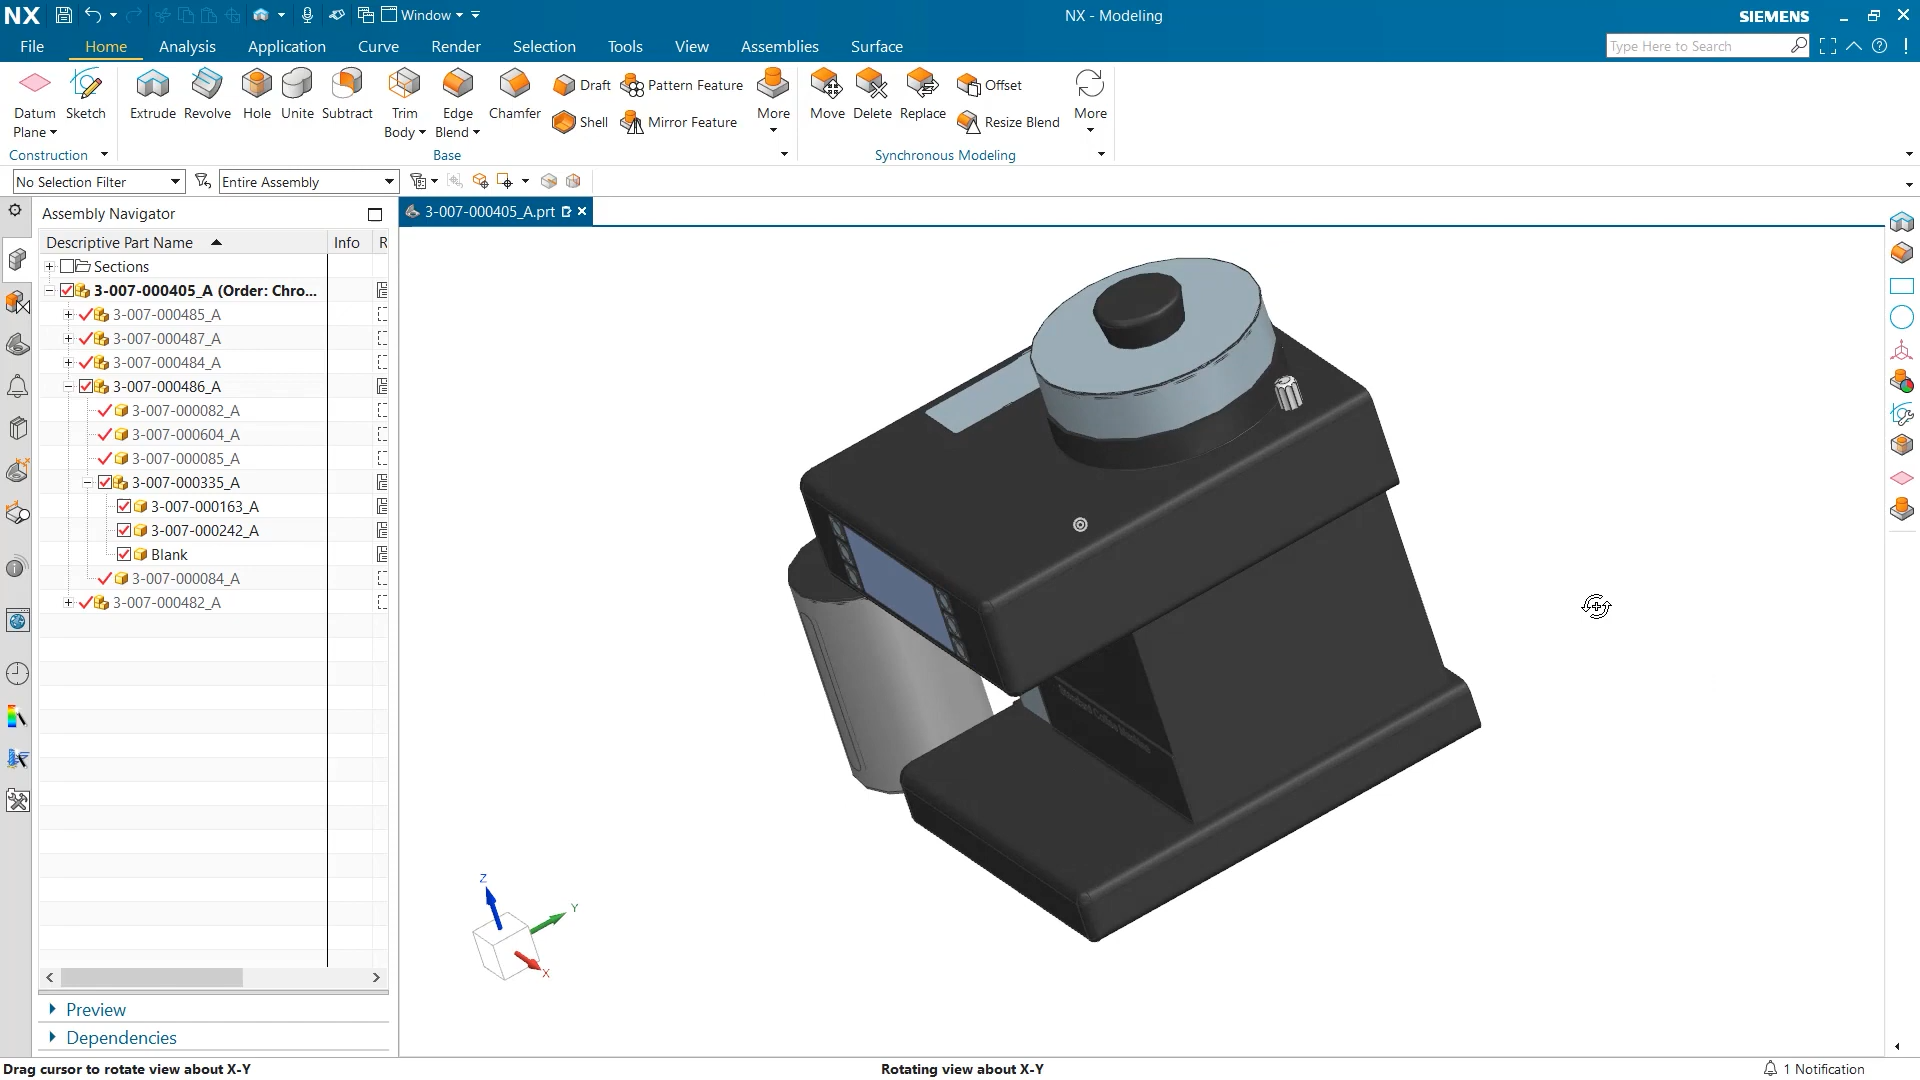 NX
Window
NX - Modeling
SIEMENS
File
Home
Analysis
Application
Curve
Render
Selection
Tools
View
Assemblies
Surface
Type Here to Search
Datum
Plane
Sketch
Extrude
Revolve
Hole
Unite
Subtract
Trim
Body
Edge
Blend
Chamfer
Draft
Shell
Pattern Feature
Mirror Feature
More
Move
Delete
Replace
Offset
Resize Blend
More
Construction
Base
Synchronous Modeling
No Selection Filter
Entire Assembly
Assembly Navigator
3-007-000405_A.prt
Descriptive Part Name
Info
R
Sections
3-007-000405_A (Order: Chro...
3-007-000485_A
3-007-000487_A
3-007-000484_A
3-007-000486_A
3-007-000082_A
3-007-000604_A
3-007-000085_A
3-007-000335_A
3-007-000163_A
3-007-000242_A
Blank
3-007-000084_A
3-007-000482_A
Z
Y
X
Preview
Dependencies
Drag cursor to rotate view about X-Y
Rotating view about X-Y
1 Notification